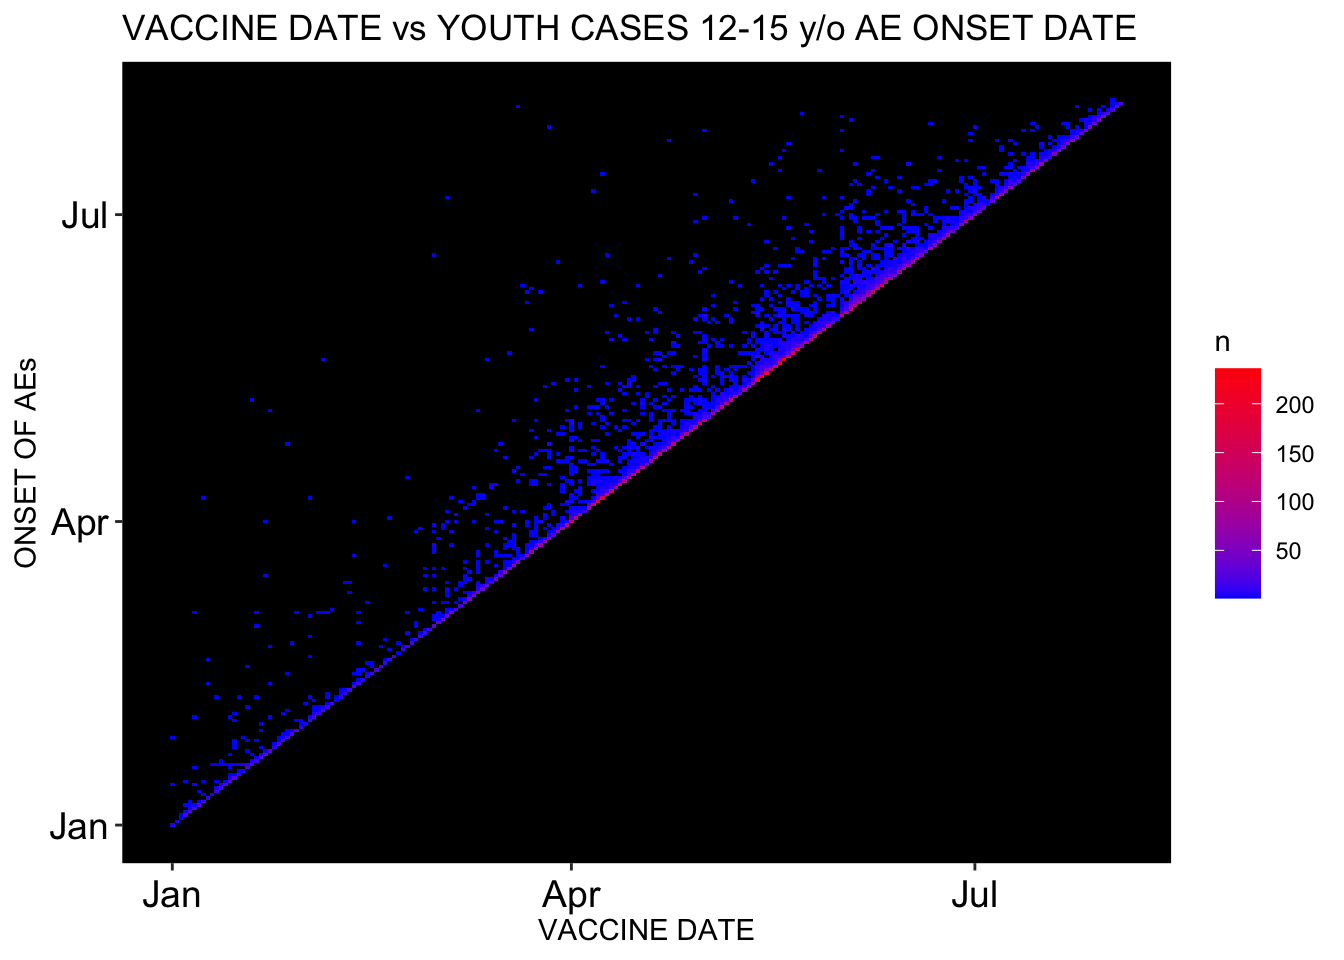 VACCINE DATE vs YOUTH CASES 12-15 y/o AE ONSET DATE
Jul
Apr
Jan
ONSET OF AEs
Jan
Apr
Jul
VACCINE DATE
n
200
150
100
50